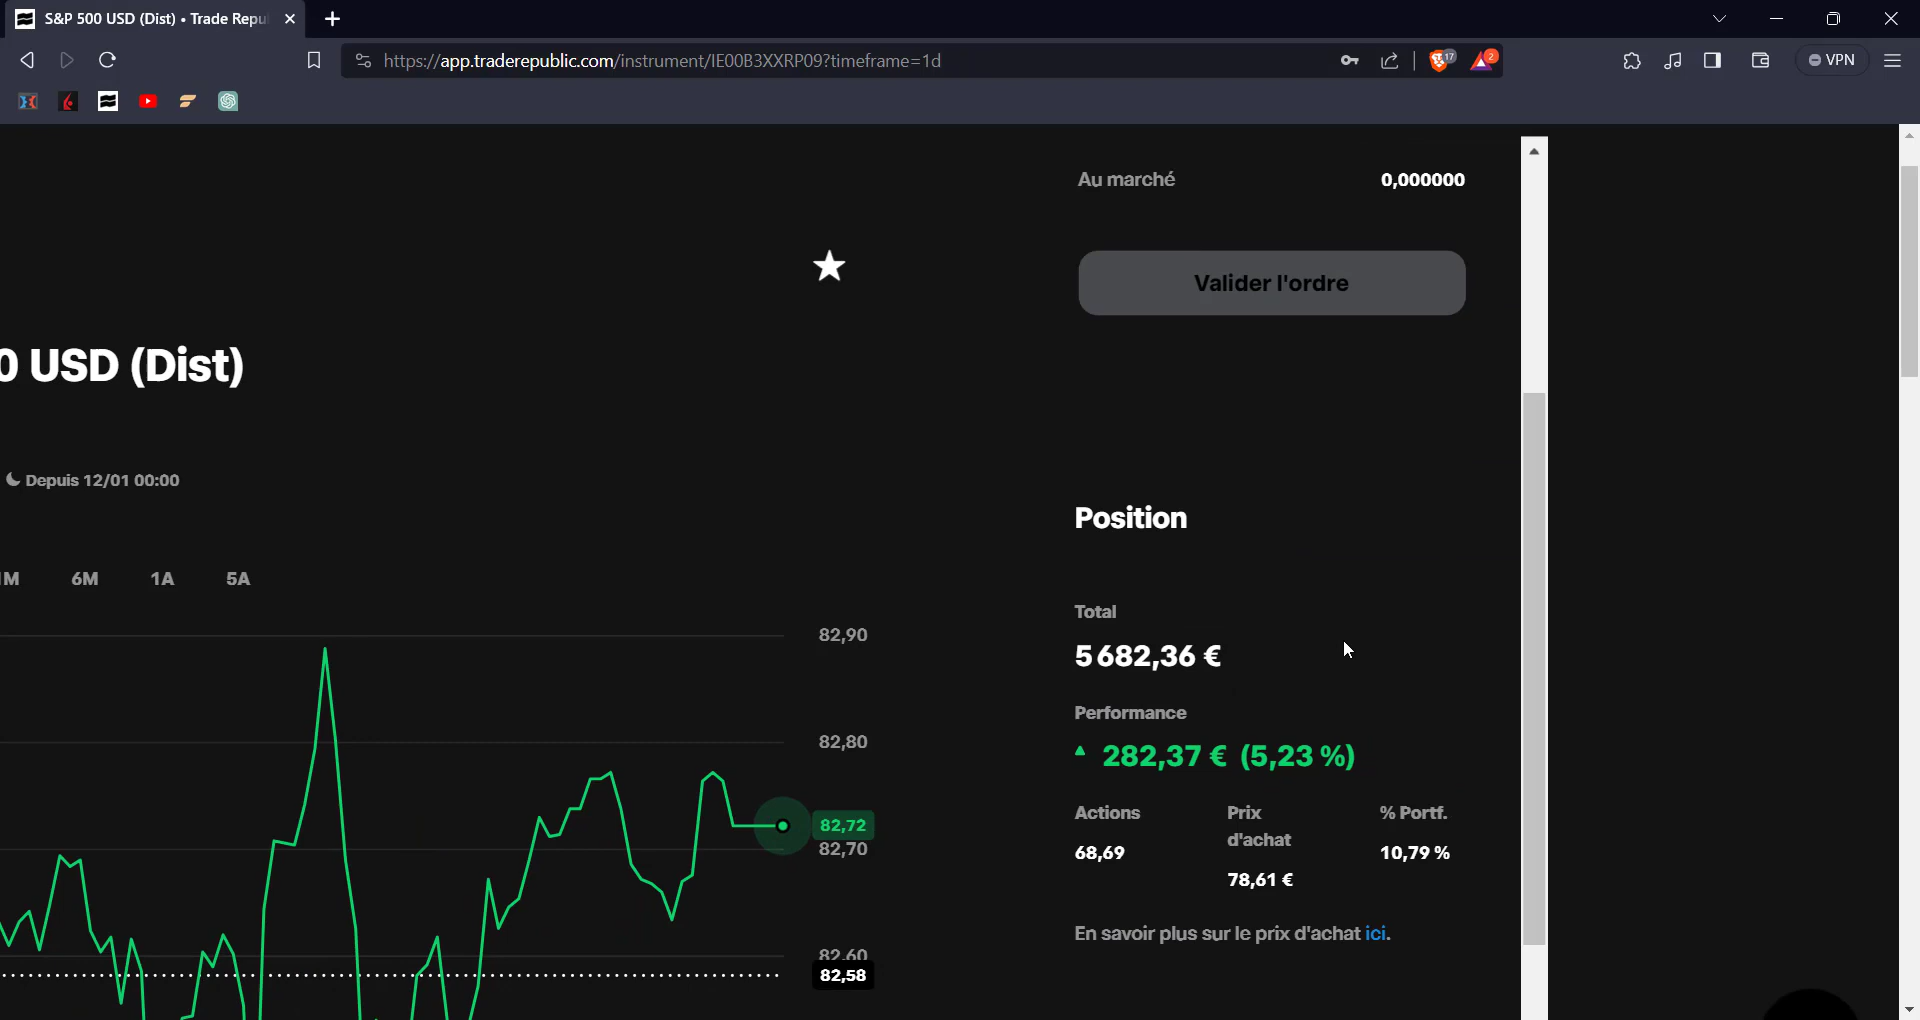 S&P 500 USD (Dist) • Trade Repu
https://app.traderepublic.com/instrument/IE00B3XXRP09?timeframe=1d
17
2
VPN
Au marché 0,000000
Valider l'ordre
0 USD (Dist)
Depuis 12/01 00:00
1M 6M 1A 5A
82,90
82,80
82,72
82,70
82,60
82,58
Position
Total
5 682,36 €
Performance
282,37 € (5,23 %)
Actions
68,69
Prix
d'achat
78,61 €
% Portf.
10,79 %
En savoir plus sur le prix d'achat ici.